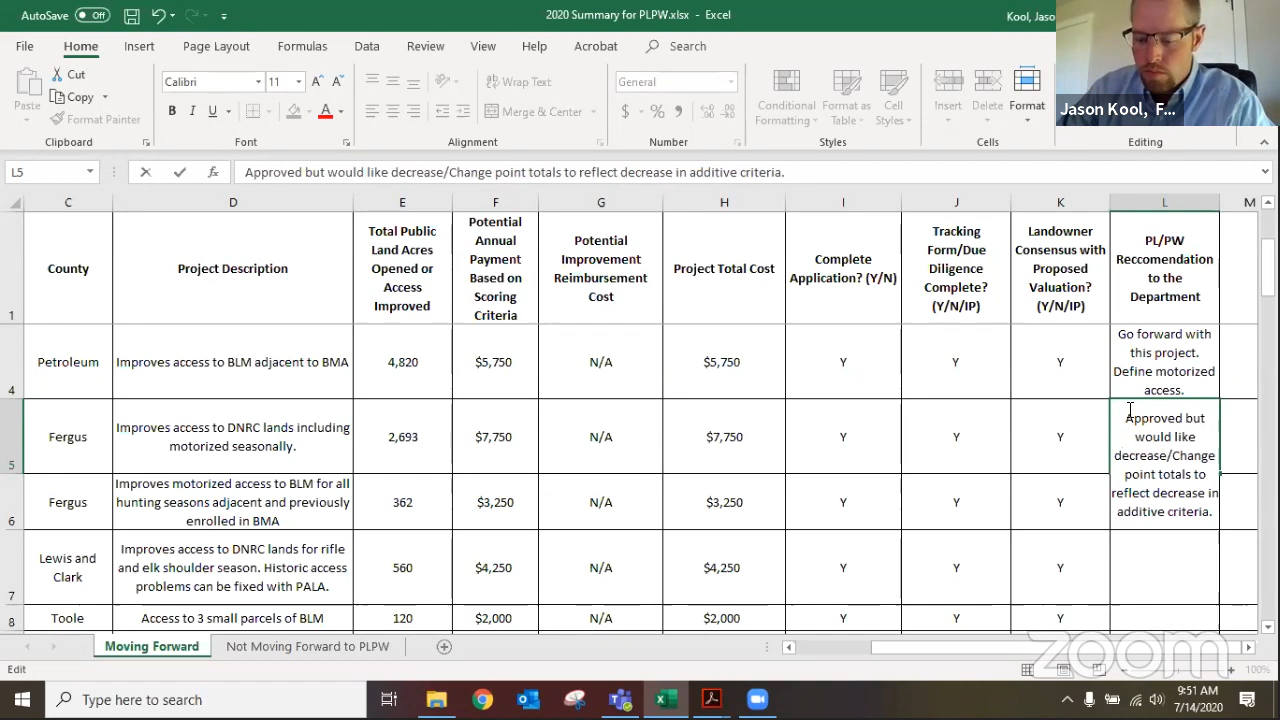 AutoSave Off
2020 Summary for PLPW.xlsx - Excel
Kool, Jason
File Home Insert Page Layout Formulas Data Review View Help Acrobat Search
Paste
Cut
Copy
Format Painter
Clipboard
Calibri 11
B I U
Font
Wrap Text
Merge & Center
Alignment
General
$ % ,
Number
Conditional Formatting
Format as Table
Cell Styles
Styles
Insert Delete Format
Cells
Editing
Jason Kool, F...
L5
fx
Approved but would like decrease/Change point totals to reflect decrease in additive criteria.
C D E F G H I J K L M
1
County
Project Description
Total Public
Land Acres
Opened or
Access
Improved
Potential
Annual
Payment
Based on
Scoring
Criteria
Potential
Improvement
Reimbursement
Cost
Project Total Cost
Complete
Application? (Y/N)
Tracking
Form/Due
Diligence
Complete?
(Y/N/IP)
Landowner
Consensus with
Proposed
Valuation?
(Y/N/IP)
PL/PW
Reccomendation
to the
Department
4
Petroleum
Improves access to BLM adjacent to BMA
4,820
$5,750
N/A
$5,750
Y
Y
Y
Go forward with
this project.
Define motorized
access.
5
Fergus
Improves access to DNRC lands including
motorized seasonally.
2,693
$7,750
N/A
$7,750
Y
Y
Y
Approved but
would like
decrease/Change
point totals to
reflect decrease in
additive criteria.
6
Fergus
Improves motorized access to BLM for all
hunting seasons adjacent and previously
enrolled in BMA
362
$3,250
N/A
$3,250
Y
Y
Y
7
Lewis and
Clark
Improves access to DNRC lands for rifle
and elk shoulder season. Historic access
problems can be fixed with PALA.
560
$4,250
N/A
$4,250
Y
Y
Y
8
Toole
Access to 3 small parcels of BLM
120
$2,000
N/A
$2,000
Y
Y
Y
Moving Forward
Not Moving Forward to PLPW
zoom
Edit
100%
Type here to search
9:51 AM
7/14/2020